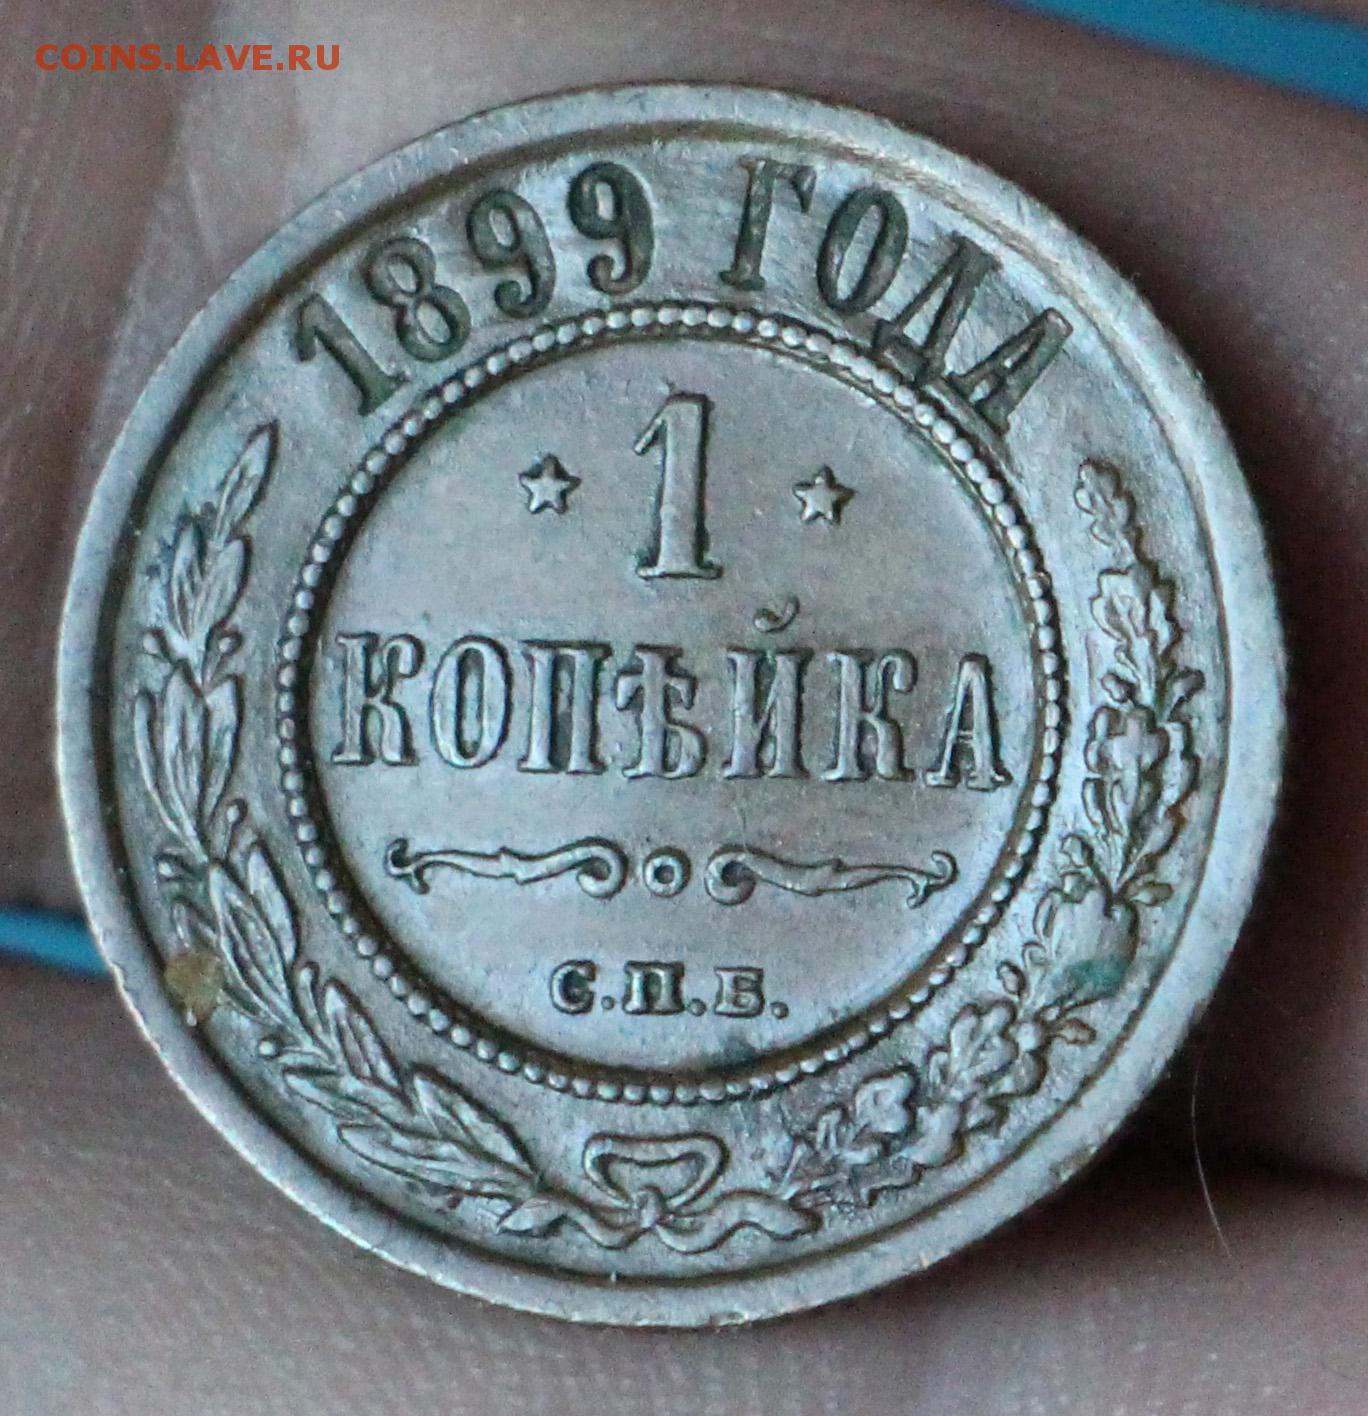 COINS.LAVE.RU
1899 ГОДА
1
КОПѢЙКА
С.П.Б.